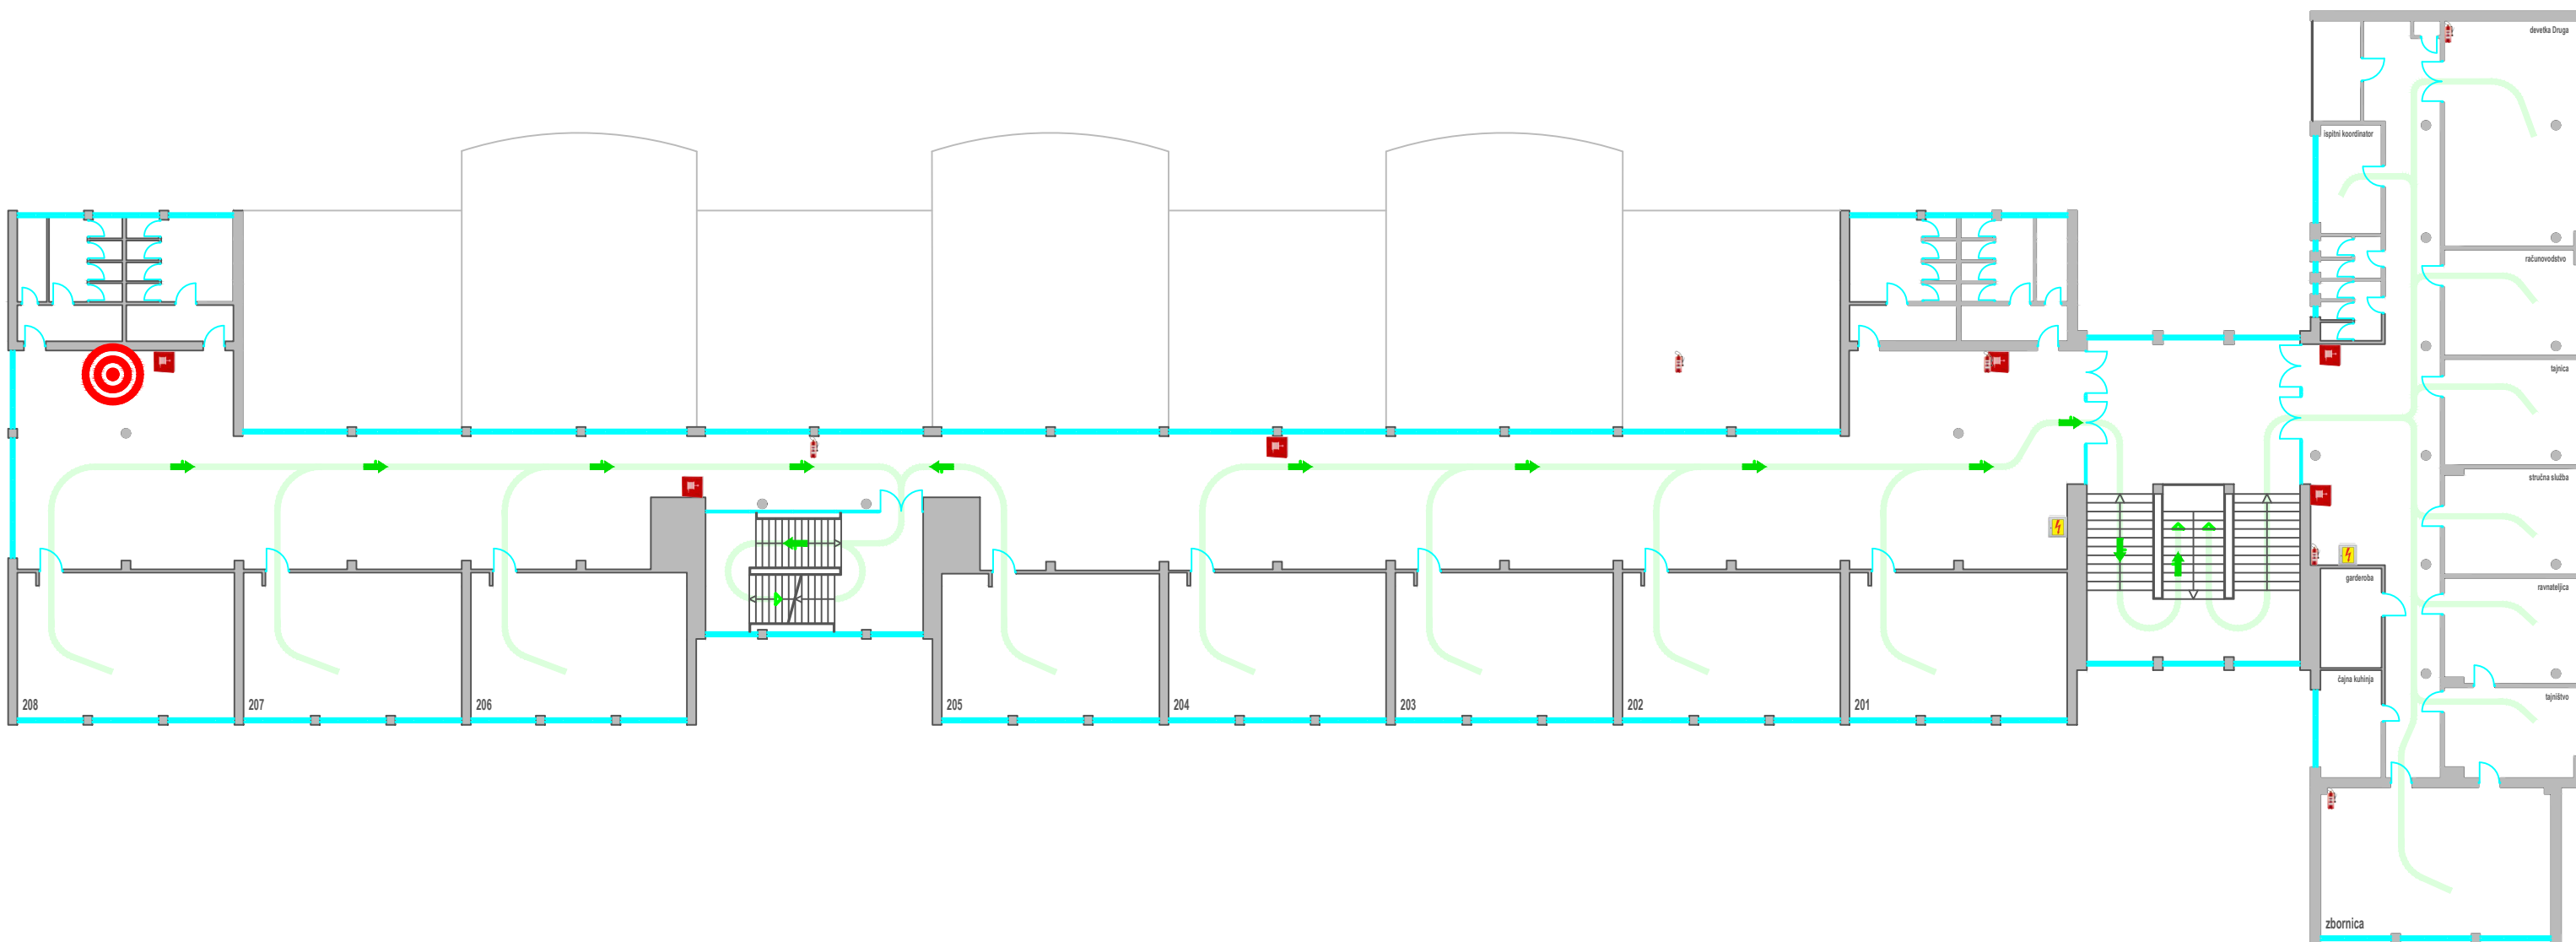 devetka Druga
ispitni koordinator
računovodstvo
tajnica
stručna služba
garderoba
ravnateljica
čajna kuhinja
tajništvo
208
207
206
205
204
203
202
201
zbornica